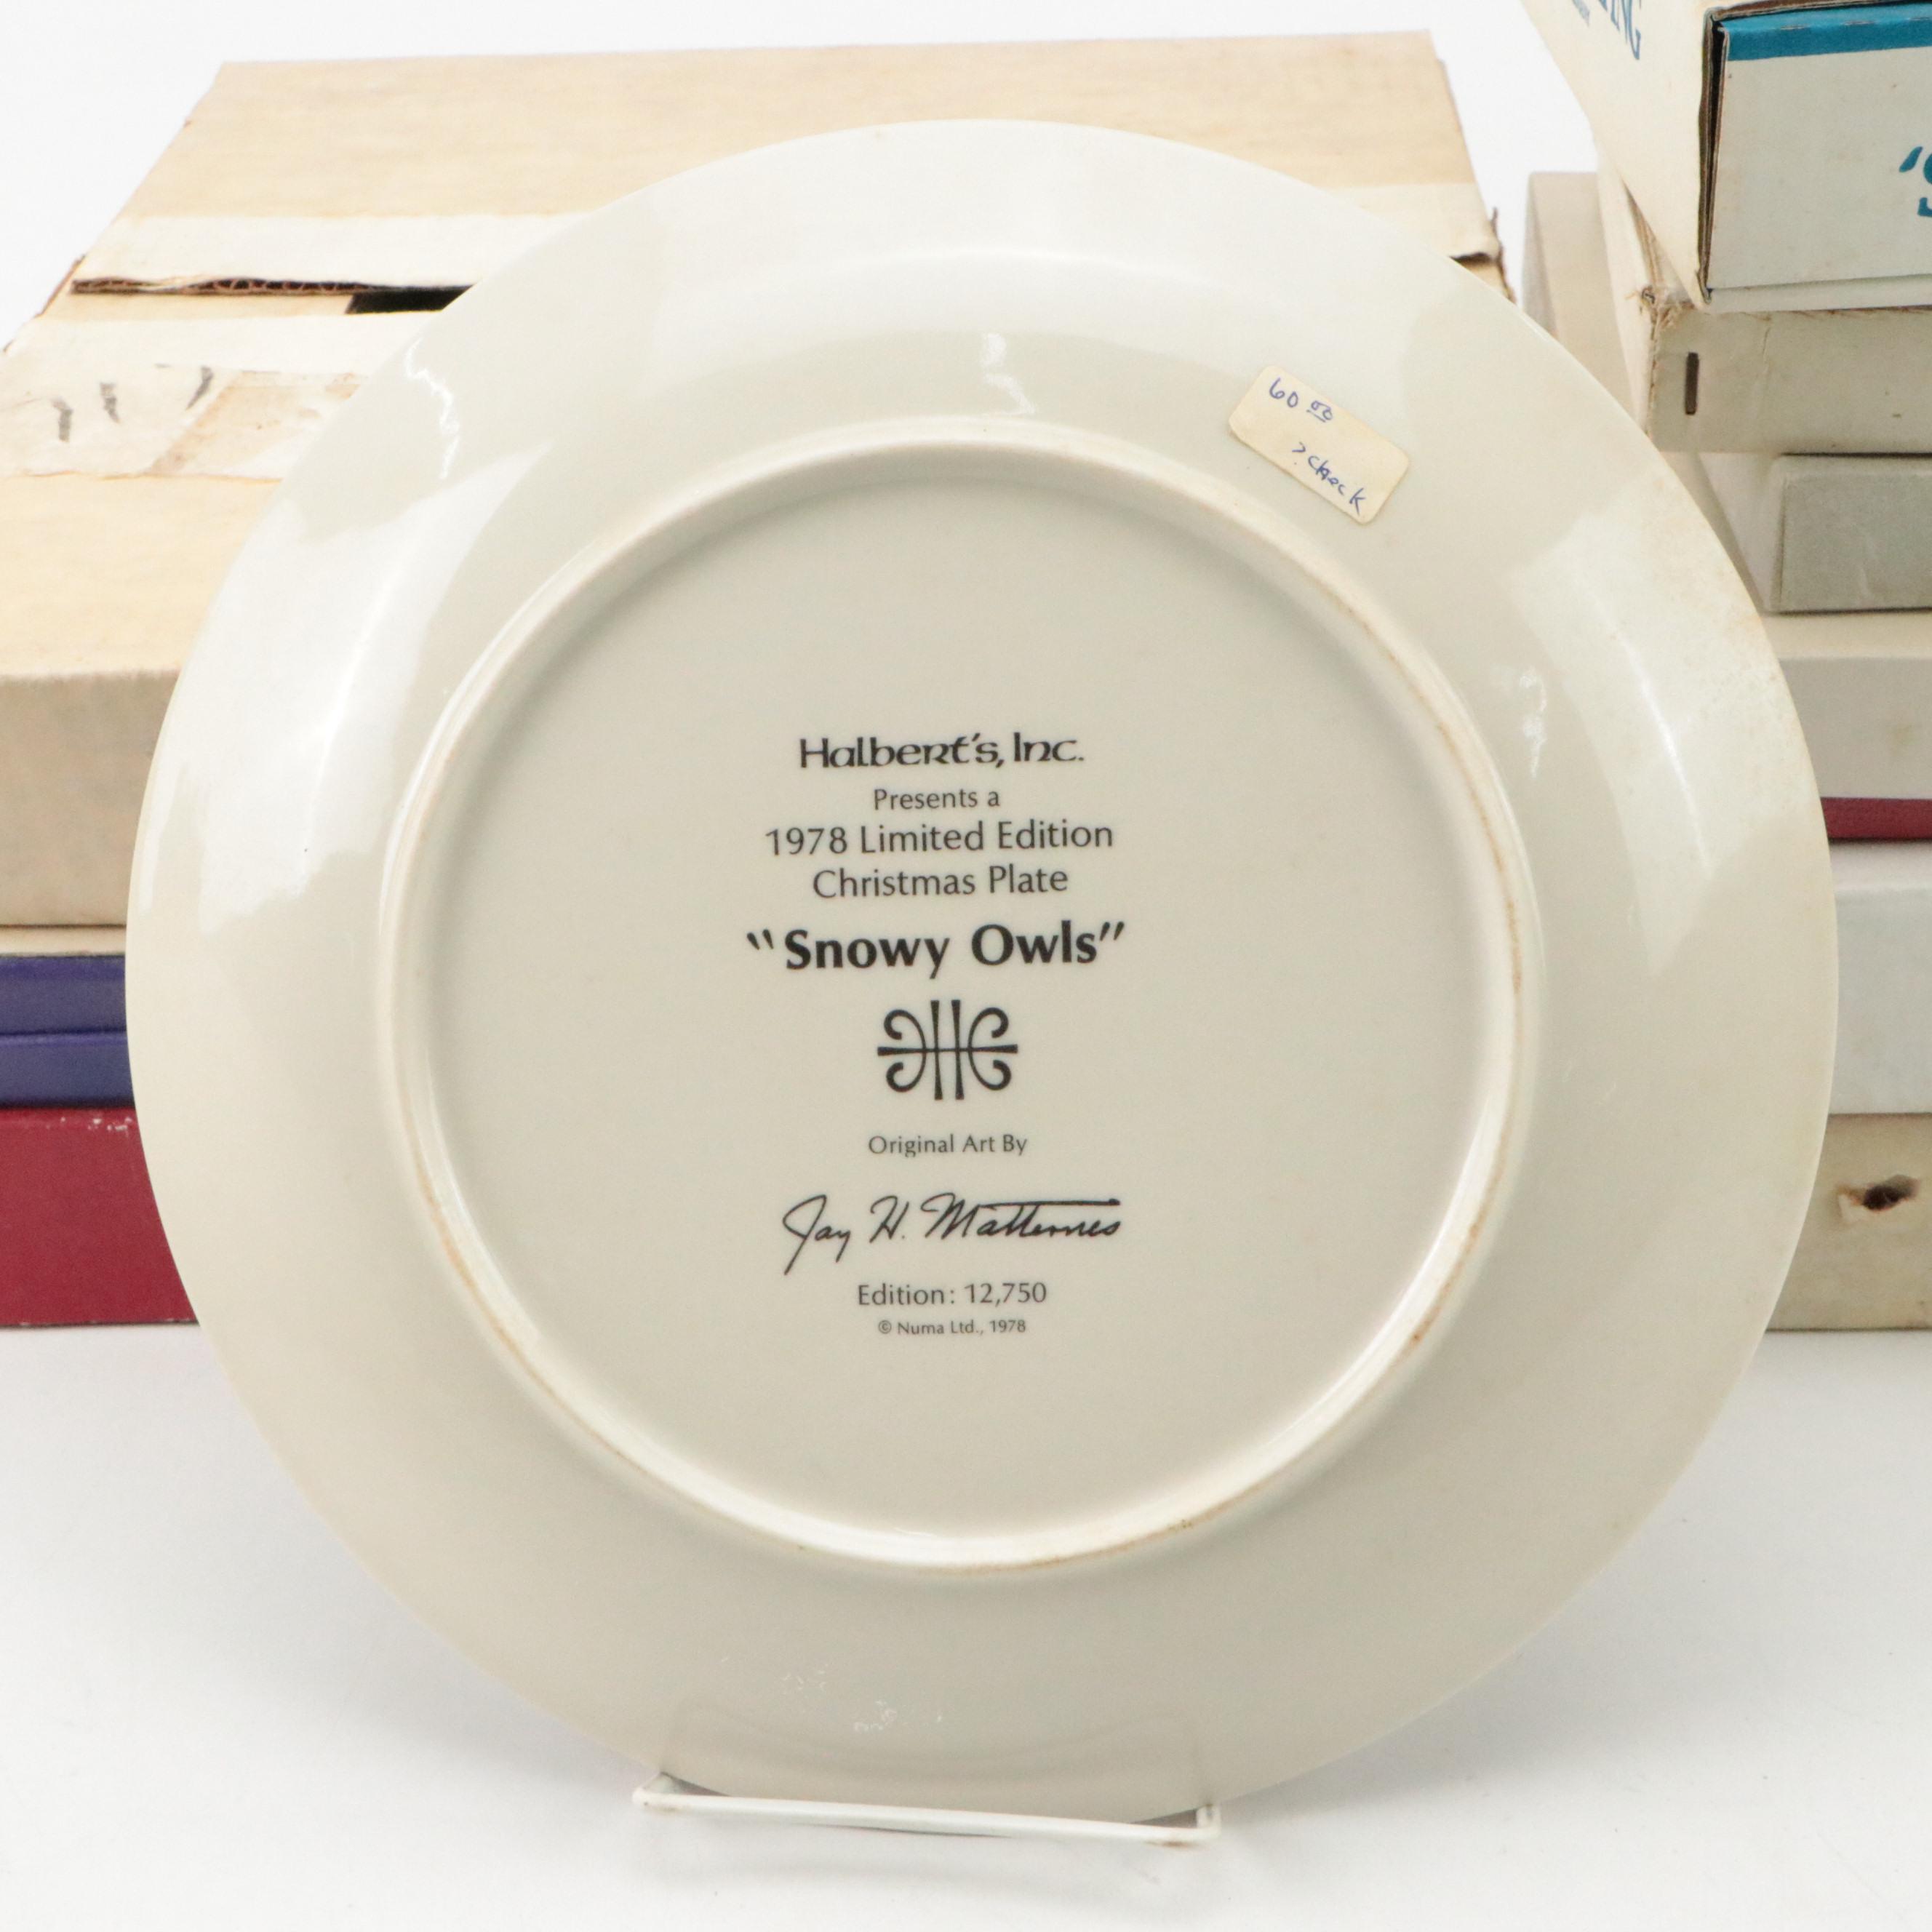 60 00
? check
Halbert's, Inc.
Presents a
1978 Limited Edition
Christmas Plate
"Snowy Owls"
Original Art By
Jay H. Matternes
Edition: 12,750
© Numa Ltd., 1978